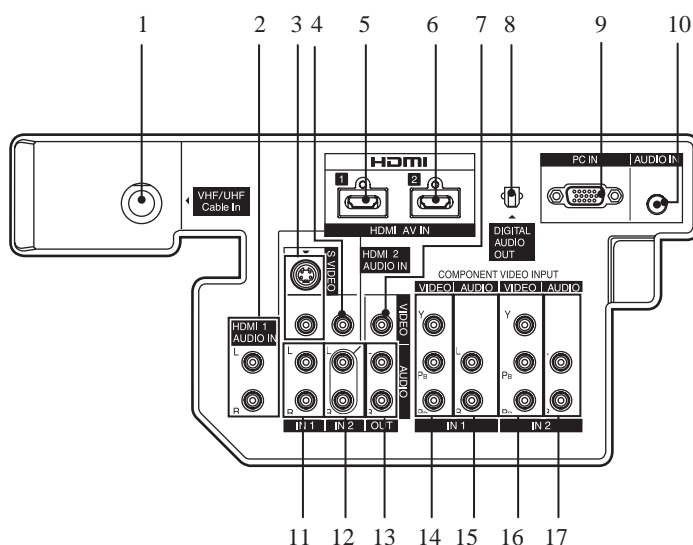 1 2 3 4 5 6 7 8 9 10
HDMI
PC IN AUDIO IN
1 2
VHF/UHF
Cable In
HDMI AV IN
DIGITAL
AUDIO
OUT
S VIDEO
HDMI 2
AUDIO IN
COMPONENT VIDEO INPUT
VIDEO AUDIO VIDEO AUDIO
HDMI 1
AUDIO IN
VIDEO
Y Y
L L L L
AUDIO
PB PB
R R R
IN 1 IN 2 OUT
IN 1 IN 2
11 12 13 14 15 16 17